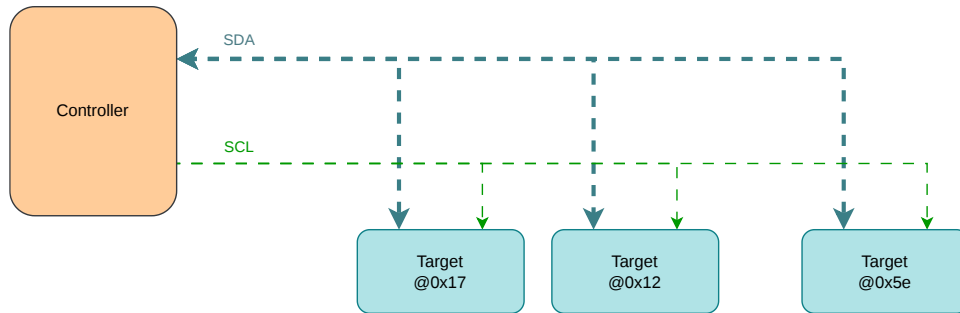 SDA
Controller
SCL
Target
@0x17
Target
@0x12
Target
@0x5e